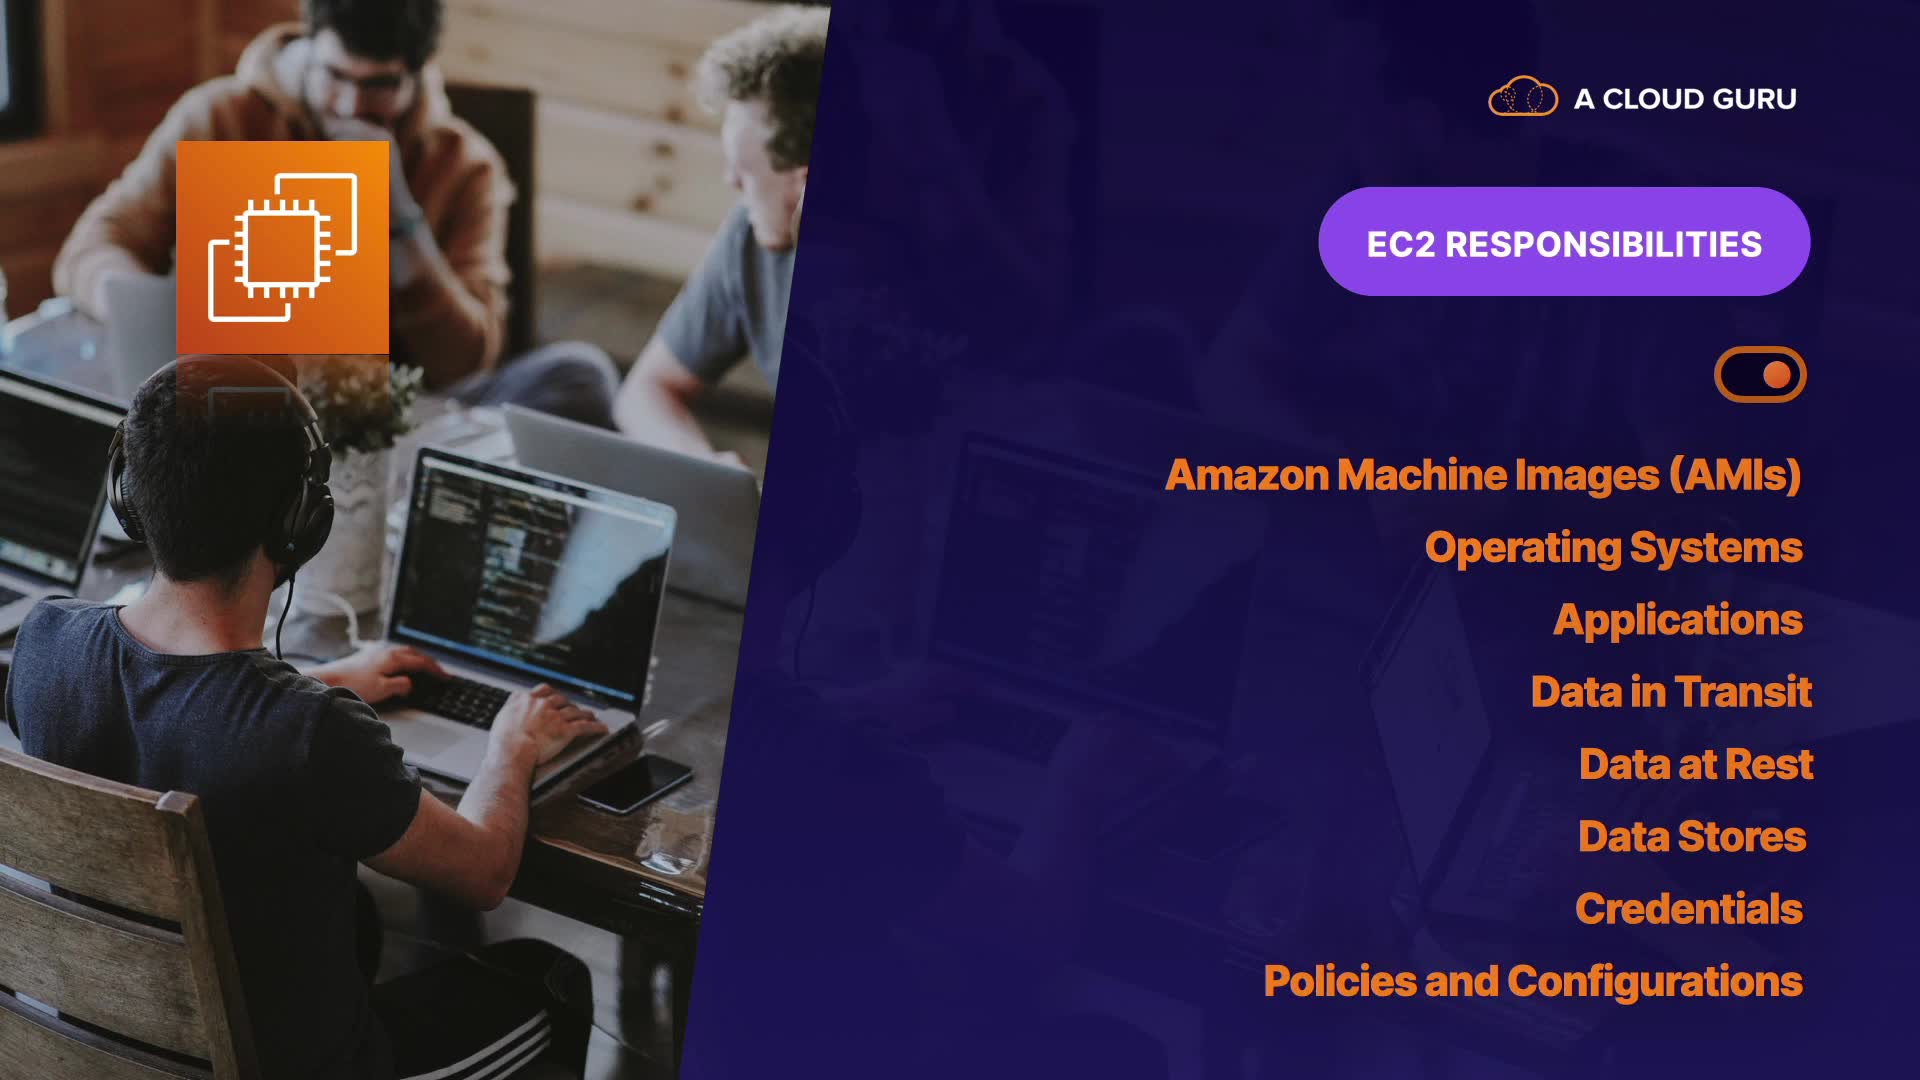 A CLOUD GURU
EC2 RESPONSIBILITIES
Amazon Machine Images (AMIs)
Operating Systems
Applications
Data in Transit
Data at Rest
Data Stores
Credentials
Policies and Configurations